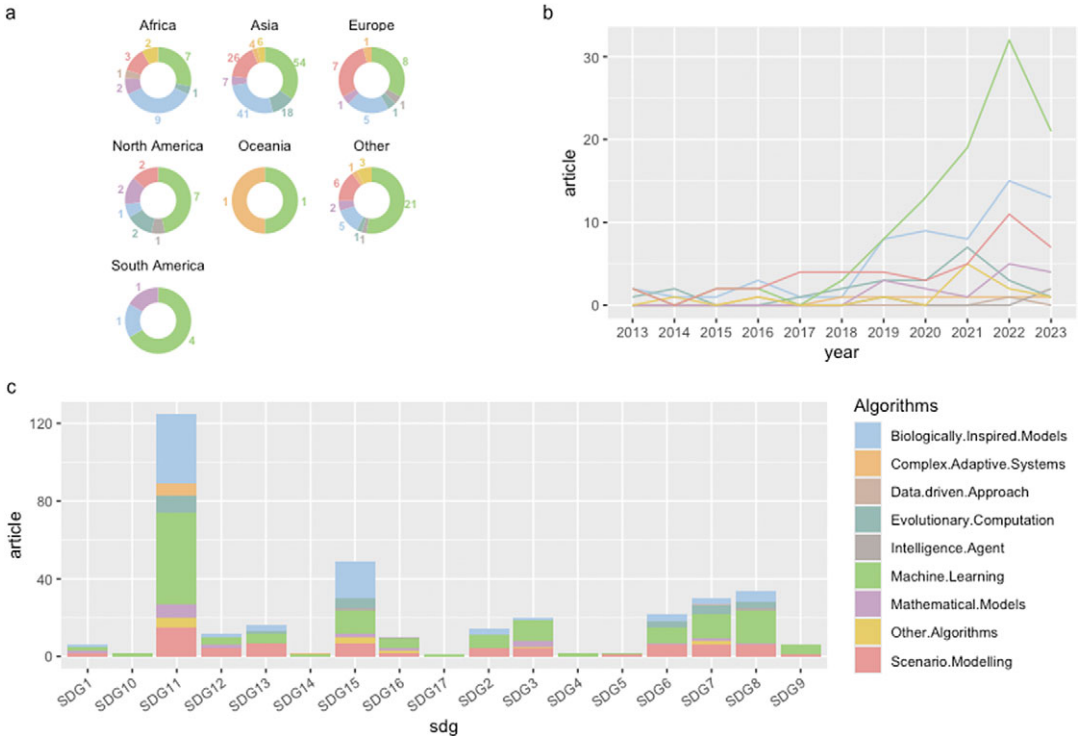 a
Africa Asia Europe
2 7 1 9 2 1 3
4 6 54 18 41 7 26
1 8 1 1 5 1 7
North America Oceania Other
2 7 1 2 1 2
1 1
1 3 21 1 1 5 2 6
South America
1 4 1
b
30
20
10
0
article
2013 2014 2015 2016 2017 2018 2019 2020 2021 2022 2023
year
c
120
80
40
0
article
SDG1 SDG10 SDG11 SDG12 SDG13 SDG14 SDG15 SDG16 SDG17 SDG2 SDG3 SDG4 SDG5 SDG6 SDG7 SDG8 SDG9
sdg
Algorithms
Biologically.Inspired.Models
Complex.Adaptive.Systems
Data.driven.Approach
Evolutionary.Computation
Intelligence.Agent
Machine.Learning
Mathematical.Models
Other.Algorithms
Scenario.Modelling